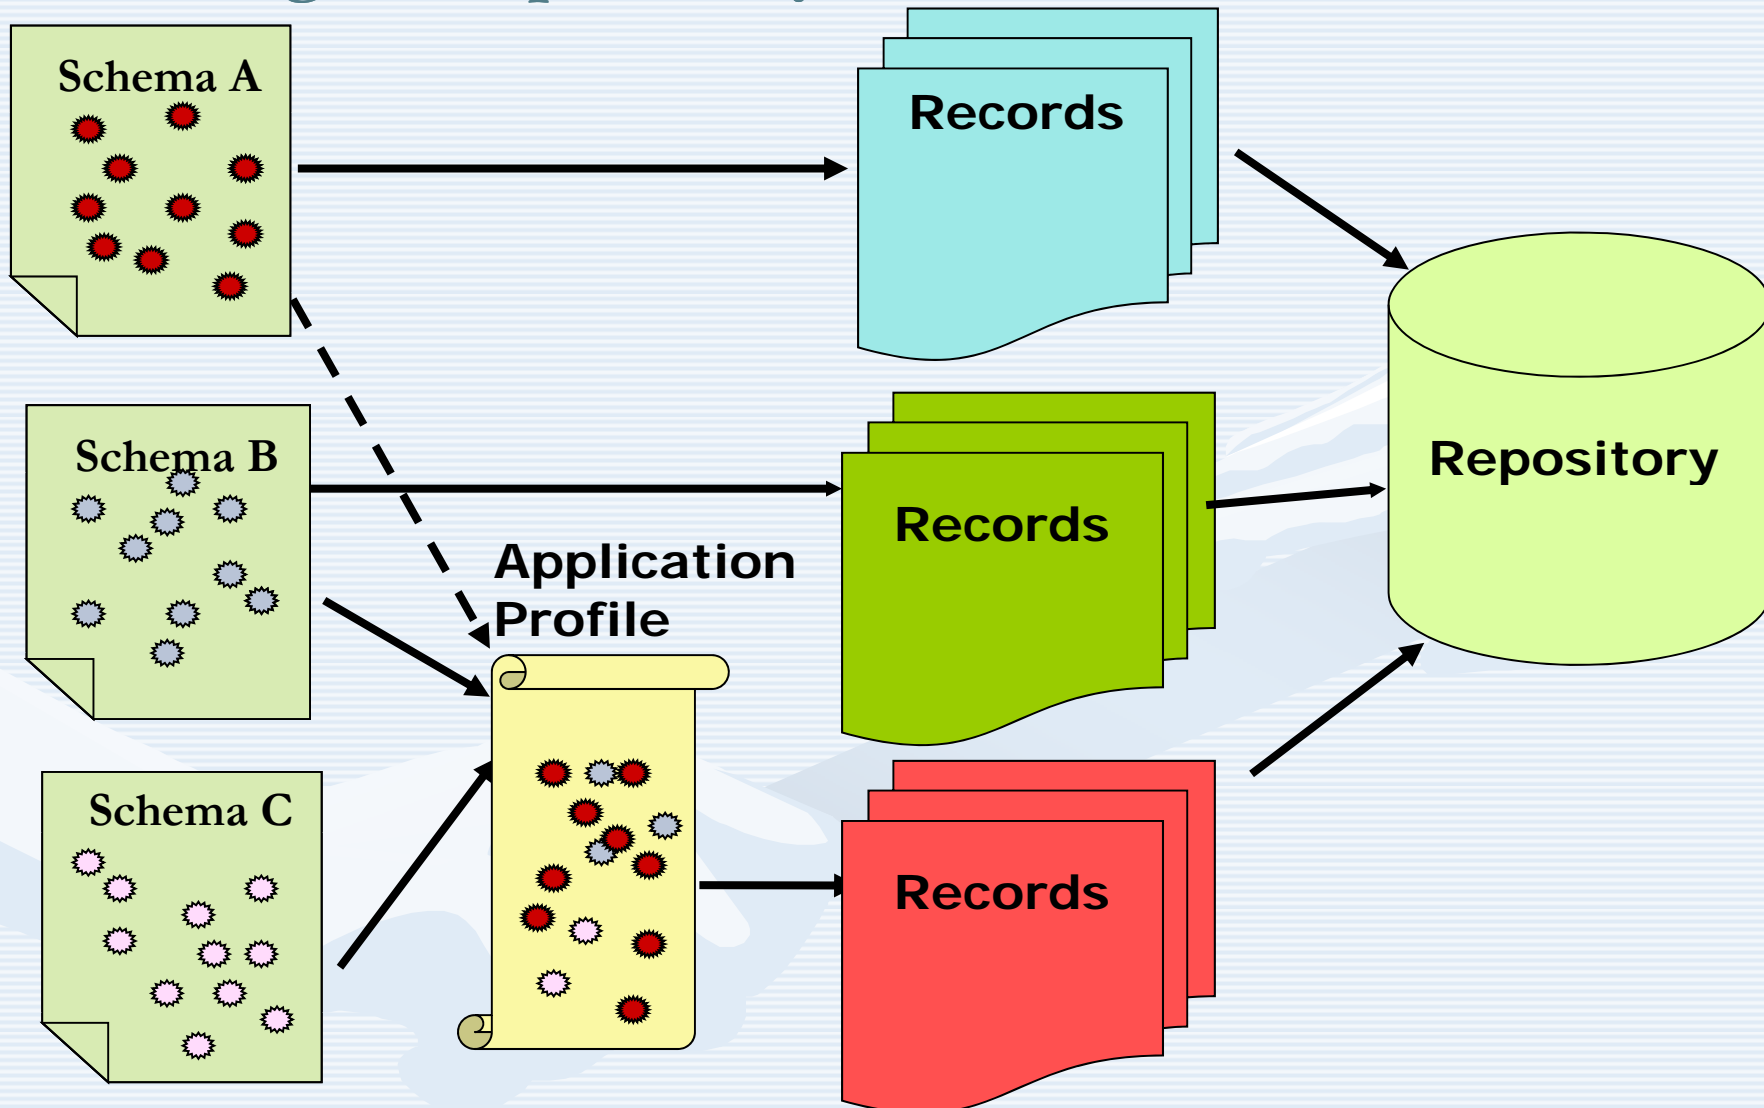 Schema A
Records
Schema B
Records
Repository
Application
Profile
Schema C
Records